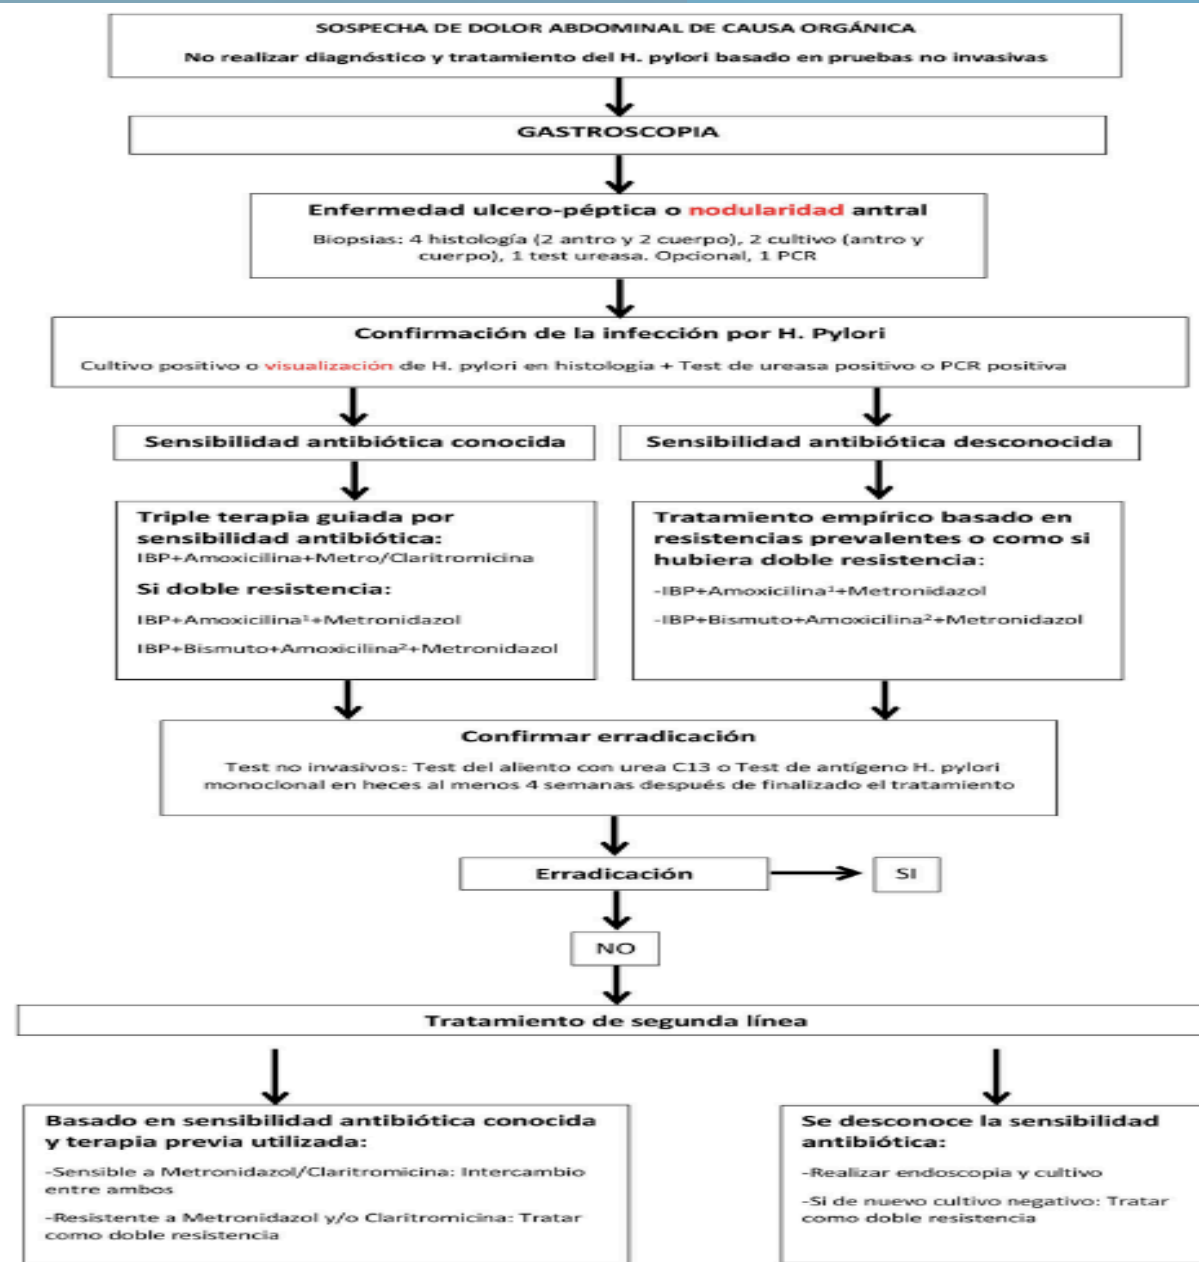 SOSPECHA DE DOLOR ABDOMINAL DE CAUSA ORGÁNICA
No realizar diagnóstico y tratamiento del H. pylori basado en pruebas no invasivas
GASTROSCOPIA
Enfermedad ulcero-péptica o nodularidad antral
Biopsias: 4 histología (2 antro y 2 cuerpo), 2 cultivo (antro y
cuerpo), 1 test ureasa. Opcional, 1 PCR
Confirmación de la infección por H. Pylori
Cultivo positivo o visualización de H. pylori en histología + Test de ureasa positivo o PCR positiva
Sensibilidad antibiótica conocida
Sensibilidad antibiótica desconocida
Triple terapia guiada por
sensibilidad antibiótica:
IBP+Amoxicilina+Metro/Claritromicina
Si doble resistencia:
IBP+Amoxicilina¹+Metronidazol
IBP+Bismuto+Amoxicilina²+Metronidazol
Tratamiento empírico basado en
resistencias prevalentes o como si
hubiera doble resistencia:
-IBP+Amoxicilina¹+Metronidazol
-IBP+Bismuto+Amoxicilina²+Metronidazol
Confirmar erradicación
Test no invasivos: Test del aliento con urea C13 o Test de antígeno H. pylori
monoclonal en heces al menos 4 semanas después de finalizado el tratamiento
Erradicación
SI
NO
Tratamiento de segunda línea
Basado en sensibilidad antibiótica conocida
y terapia previa utilizada:
-Sensible a Metronidazol/Claritromicina: Intercambio
entre ambos
-Resistente a Metronidazol y/o Claritromicina: Tratar
como doble resistencia
Se desconoce la sensibilidad
antibiótica:
-Realizar endoscopia y cultivo
-Si de nuevo cultivo negativo: Tratar
como doble resistencia